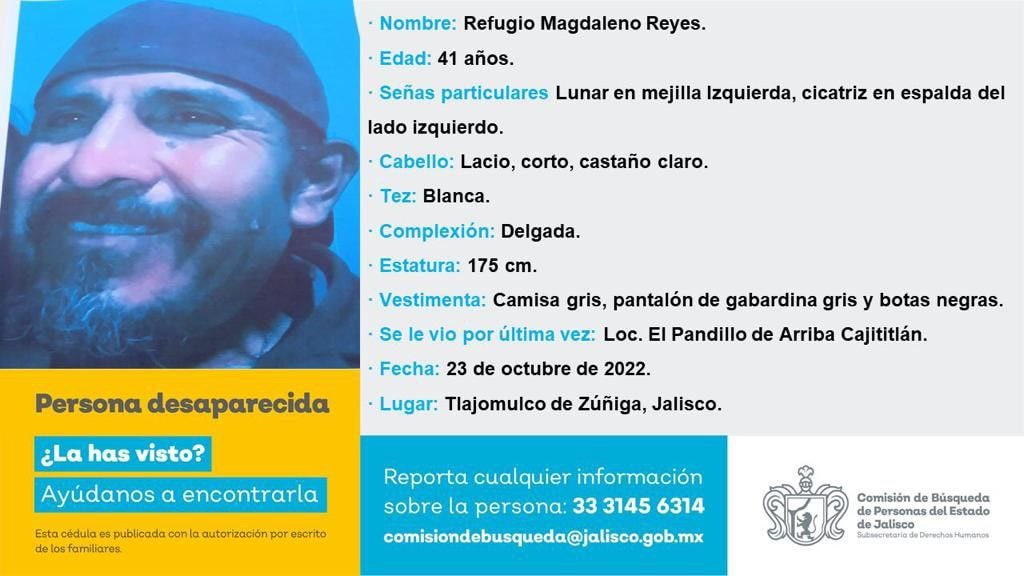 · Nombre: Refugio Magdaleno Reyes.
· Edad: 41 años.
· Señas particulares Lunar en mejilla Izquierda, cicatriz en espalda del
lado izquierdo.
· Cabello: Lacio, corto, castaño claro.
· Tez: Blanca.
· Complexión: Delgada.
· Estatura: 175 cm.
· Vestimenta: Camisa gris, pantalón de gabardina gris y botas negras.
· Se le vio por última vez: Loc. El Pandillo de Arriba Cajititlán.
· Fecha: 23 de octubre de 2022.
· Lugar: Tlajomulco de Zúñiga, Jalisco.
Persona desaparecida
¿La has visto?
Ayúdanos a encontrarla
Esta cédula es publicada con la autorización por escrito
de los familiares.
Reporta cualquier información
sobre la persona: 33 3145 6314
comisiondebusqueda@jalisco.gob.mx
Comisión de Búsqueda
de Personas del Estado
de Jalisco
Subsecretaría de Derechos Humanos